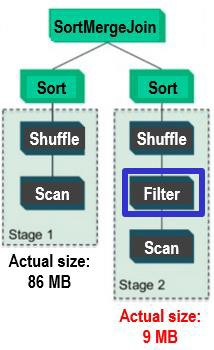 SortMergeJoin
Sort
Sort
Shuffle
Shuffle
Scan
Filter
Stage 1
Scan
Actual size:
86 MB
Stage 2
Actual size:
9 MB